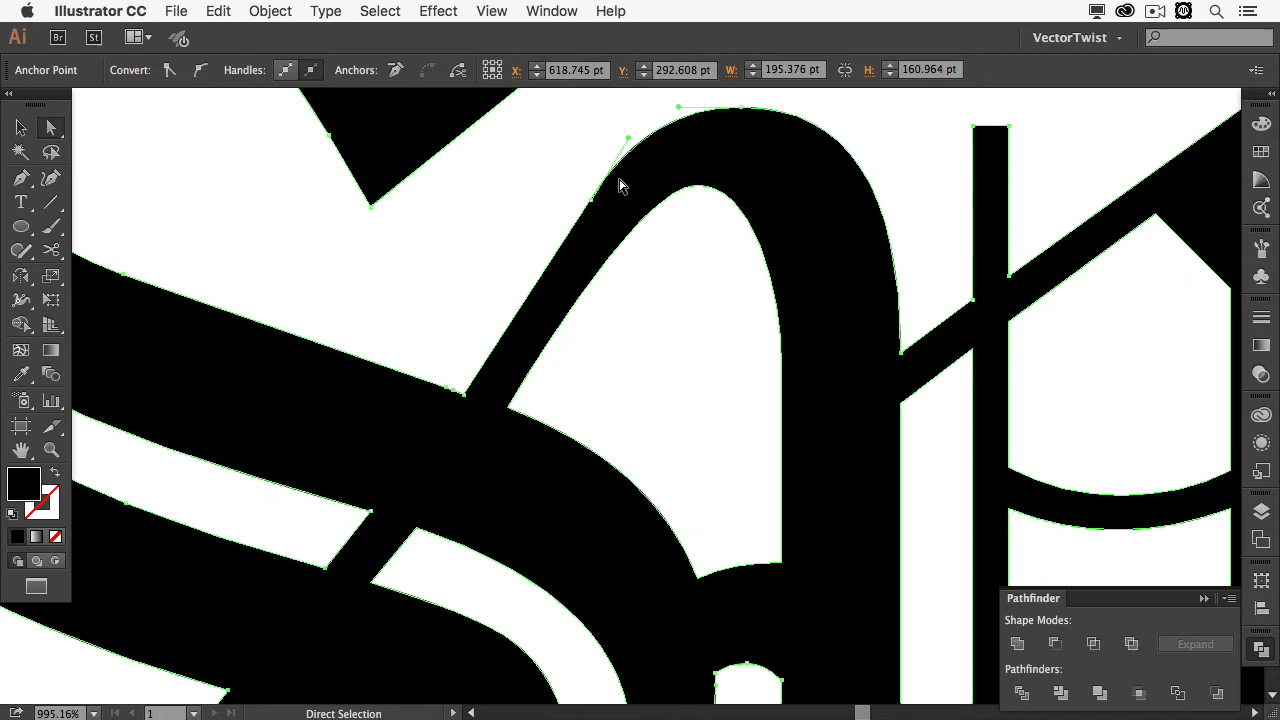 Illustrator CC File Edit Object Type Select Effect View Window Help
Ai Br St VectorTwist
Anchor Point Convert: Handles: Anchors: X: 618.745 pt Y: 292.608 pt W: 195.376 pt H: 160.964 pt
T
Pathfinder
Shape Modes:
Expand
Pathfinders:
995.16% 1 Direct Selection